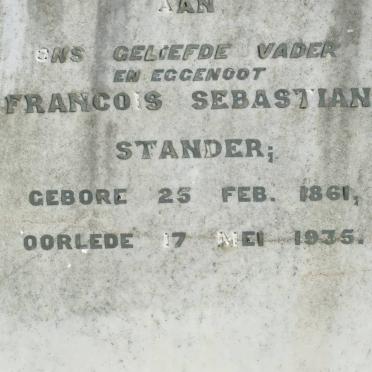 AAN
ONS GELIEFDE VADER
EN EGGENOOT
FRANCOIS SEBASTIAN
STANDER;
GEBORE 25 FEB. 1861,
OORLEDE 17 MEI 1935.